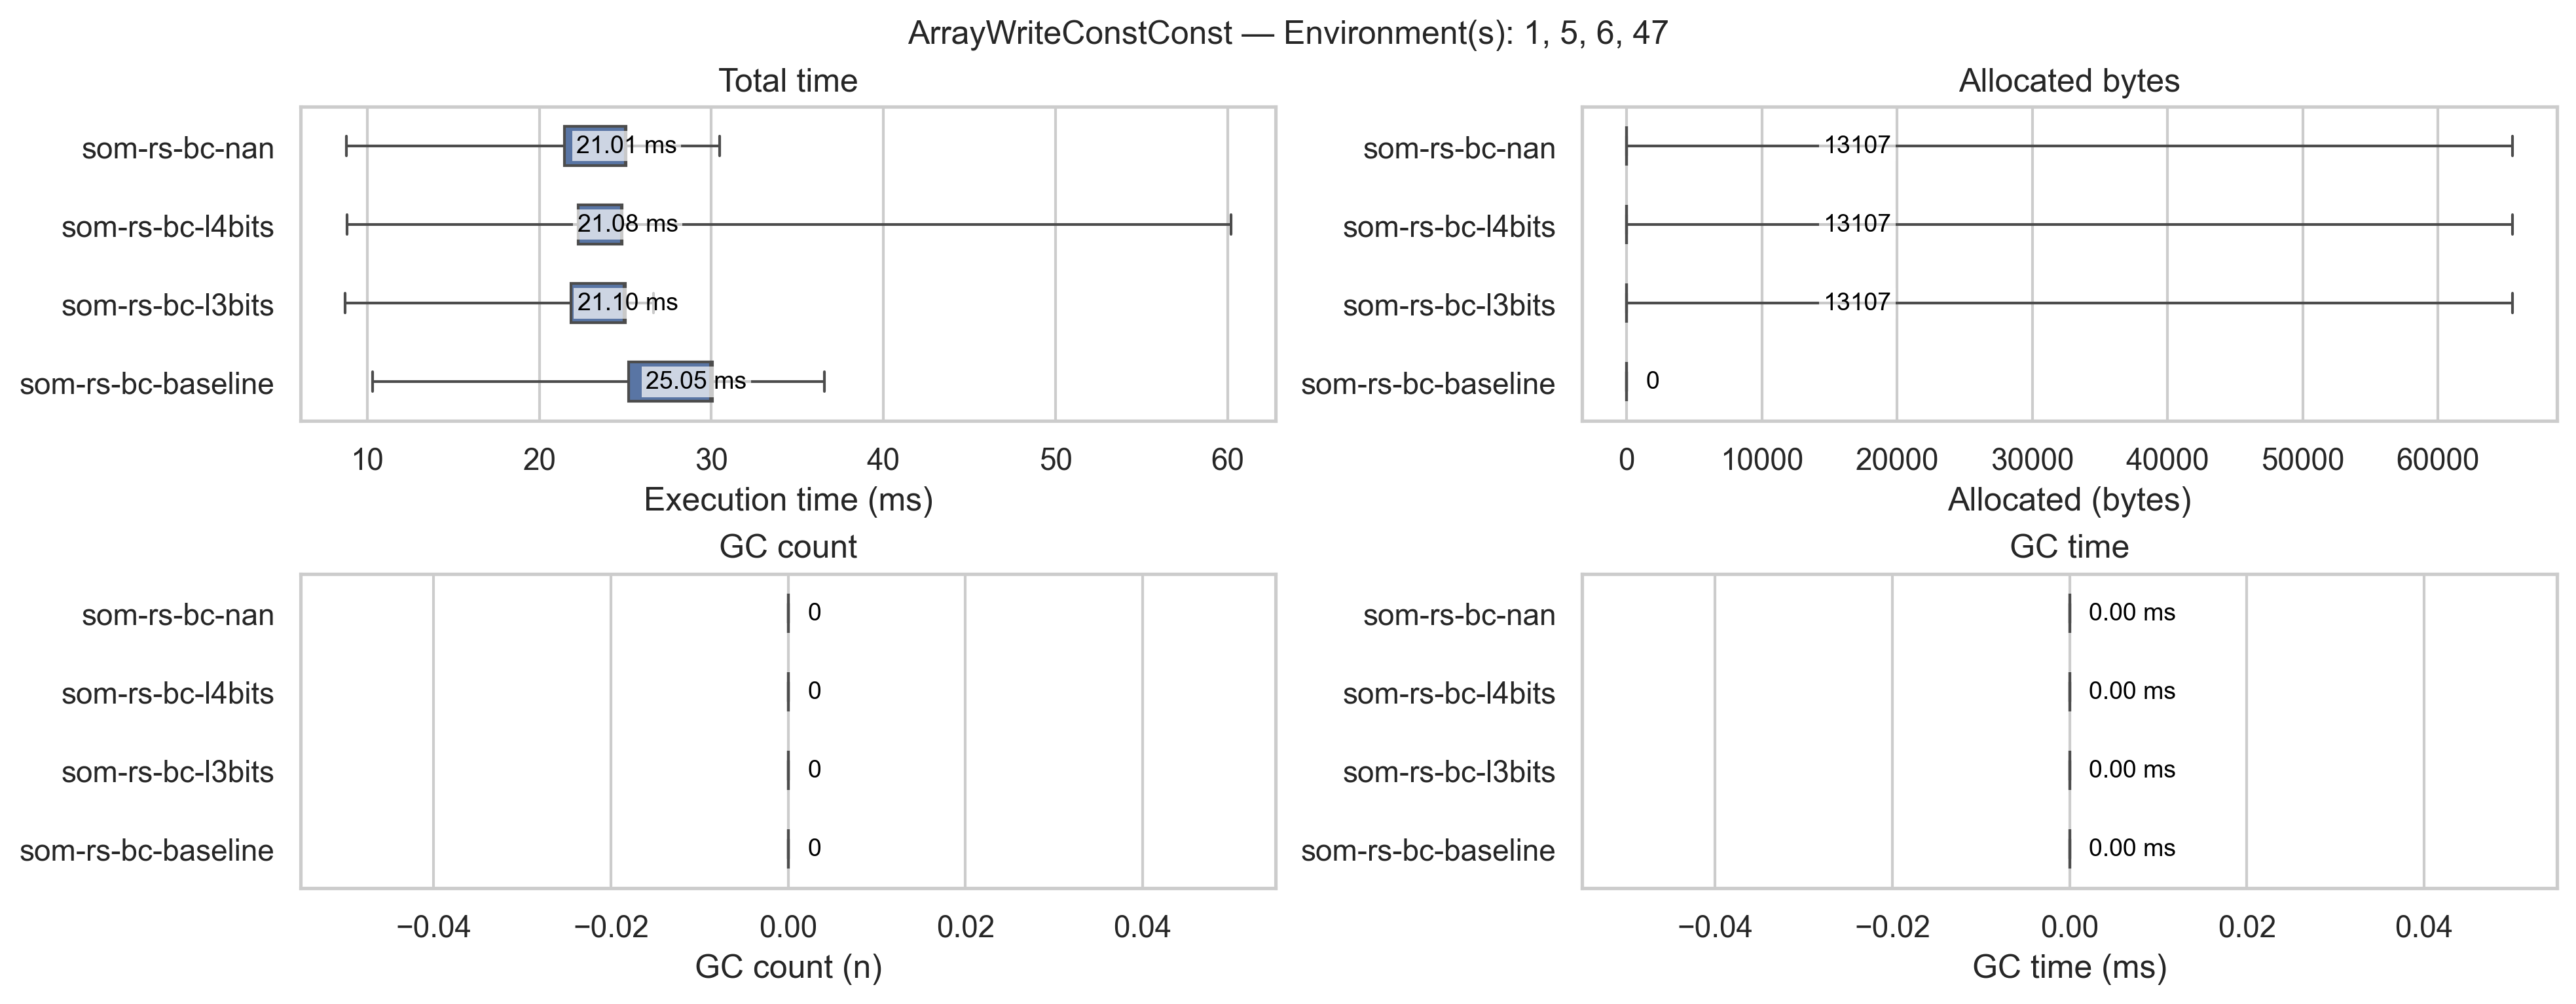 ArrayWriteConstConst — Environment(s): 1, 5, 6, 47
Total time
som-rs-bc-nan
21.01 ms
som-rs-bc-l4bits
21.08 ms
som-rs-bc-l3bits
21.10 ms
som-rs-bc-baseline
25.05 ms
10 20 30 40 50 60
Execution time (ms)
Allocated bytes
som-rs-bc-nan
13107
som-rs-bc-l4bits
13107
som-rs-bc-l3bits
13107
som-rs-bc-baseline
0
0 10000 20000 30000 40000 50000 60000
Allocated (bytes)
GC count
som-rs-bc-nan
0
som-rs-bc-l4bits
0
som-rs-bc-l3bits
0
som-rs-bc-baseline
0
−0.04 −0.02 0.00 0.02 0.04
GC count (n)
GC time
som-rs-bc-nan
0.00 ms
som-rs-bc-l4bits
0.00 ms
som-rs-bc-l3bits
0.00 ms
som-rs-bc-baseline
0.00 ms
−0.04 −0.02 0.00 0.02 0.04
GC time (ms)